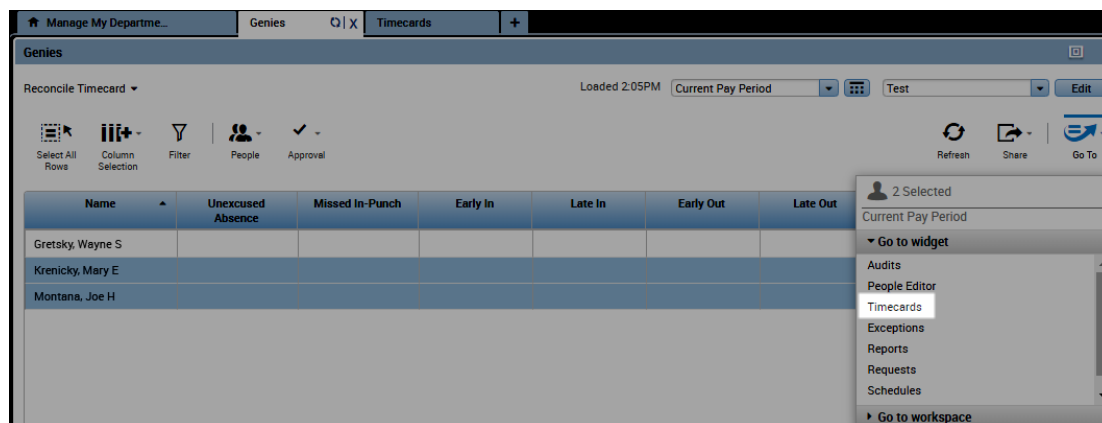 Manage My Departme... Genies X Timecards +
Genies
Reconcile Timecard Loaded 2:05PM Current Pay Period Test Edit
Select All Rows Column Selection Filter People Approval Refresh Share Go To
2 Selected
Current Pay Period
Name Unexcused Absence Missed In-Punch Early In Late In Early Out Late Out
Go to widget
Gretsky, Wayne S
Krenicky, Mary E
Montana, Joe H
Audits
People Editor
Timecards
Exceptions
Reports
Requests
Schedules
Go to workspace